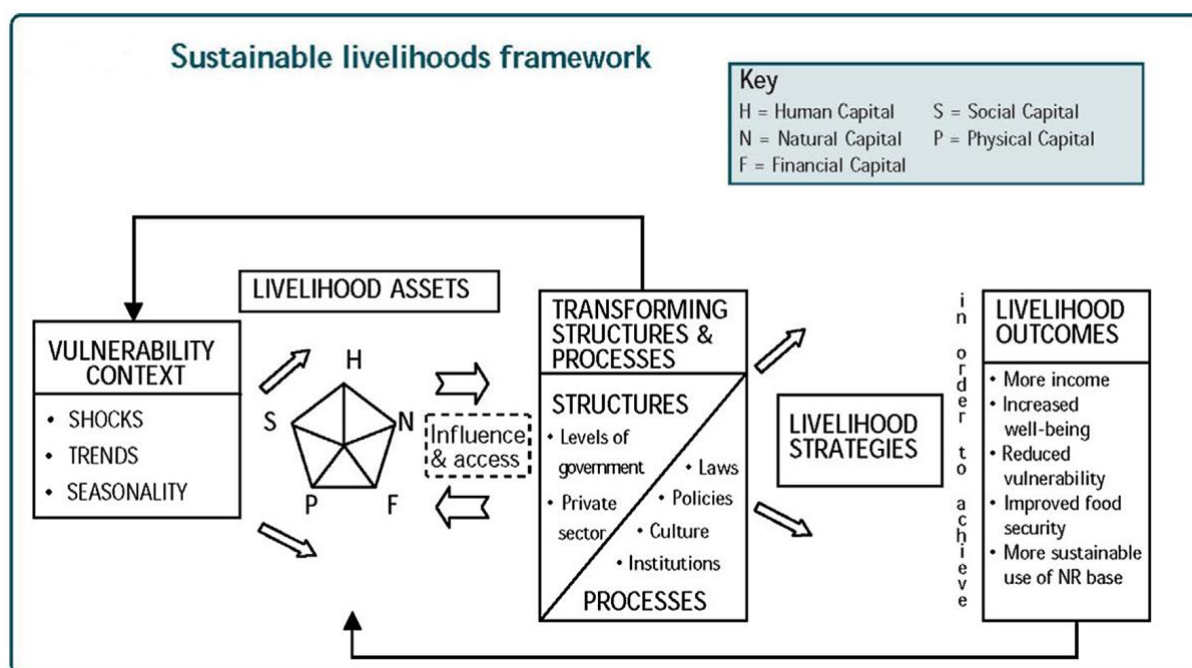 Sustainable livelihoods framework
Key
H = Human Capital
S = Social Capital
N = Natural Capital
P = Physical Capital
F = Financial Capital
LIVELIHOOD ASSETS
VULNERABILITY
CONTEXT
• SHOCKS
• TRENDS
• SEASONALITY
H
S
N
P
F
Influence
& access
TRANSFORMING
STRUCTURES &
PROCESSES
STRUCTURES
• Levels of
government
• Private
sector
• Laws
• Policies
• Culture
• Institutions
PROCESSES
LIVELIHOOD
STRATEGIES
in order to achieve
LIVELIHOOD
OUTCOMES
• More income
• Increased
well-being
• Reduced
vulnerability
• Improved food
security
• More sustainable
use of NR base